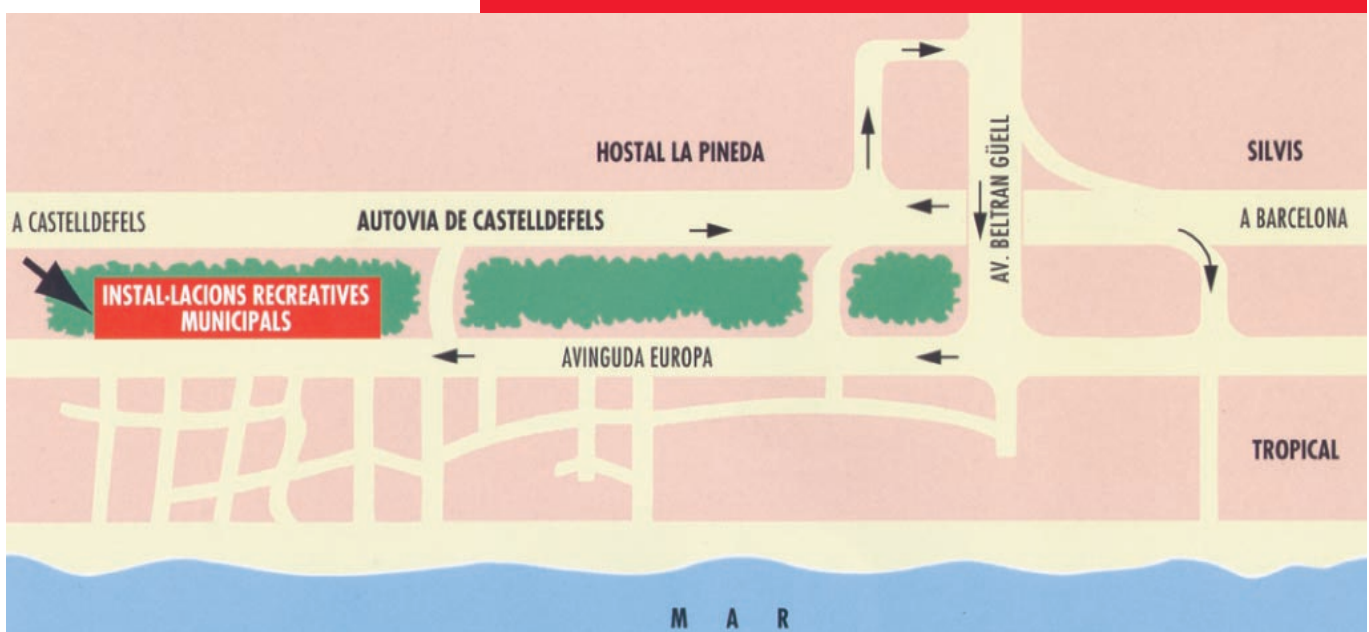 HOSTAL LA PINEDA
AV. BELTRAN GÜELL
SILVIS
A CASTELLDEFELS
AUTOVIA DE CASTELLDEFELS
A BARCELONA
INSTAL·LACIONS RECREATIVES
MUNICIPALS
AVINGUDA EUROPA
TROPICAL
M A R